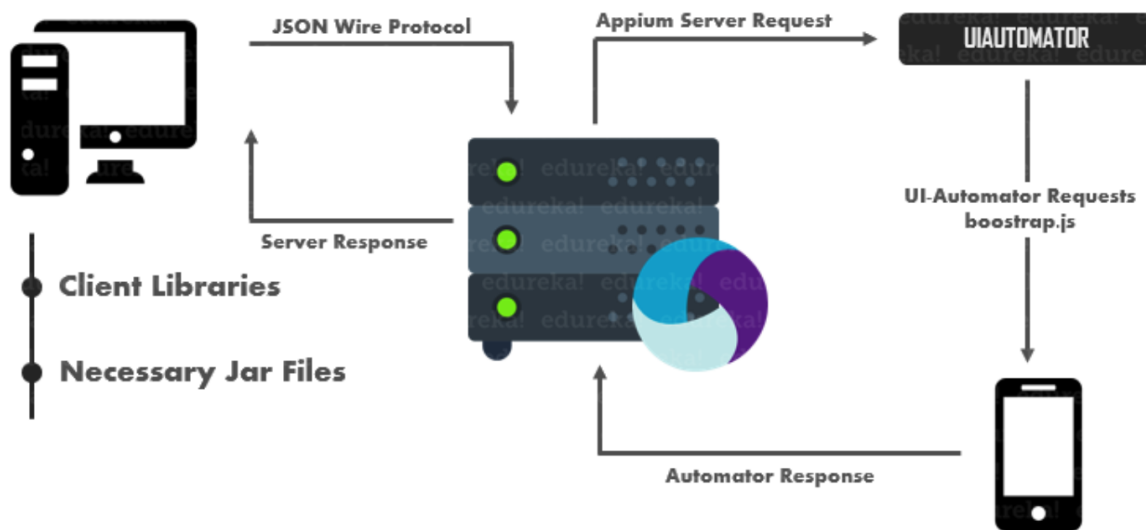 JSON Wire Protocol
Appium Server Request
UIAUTOMATOR
UI-Automator Requests
boostrap.js
Server Response
Client Libraries
Necessary Jar Files
Automator Response
edureka!